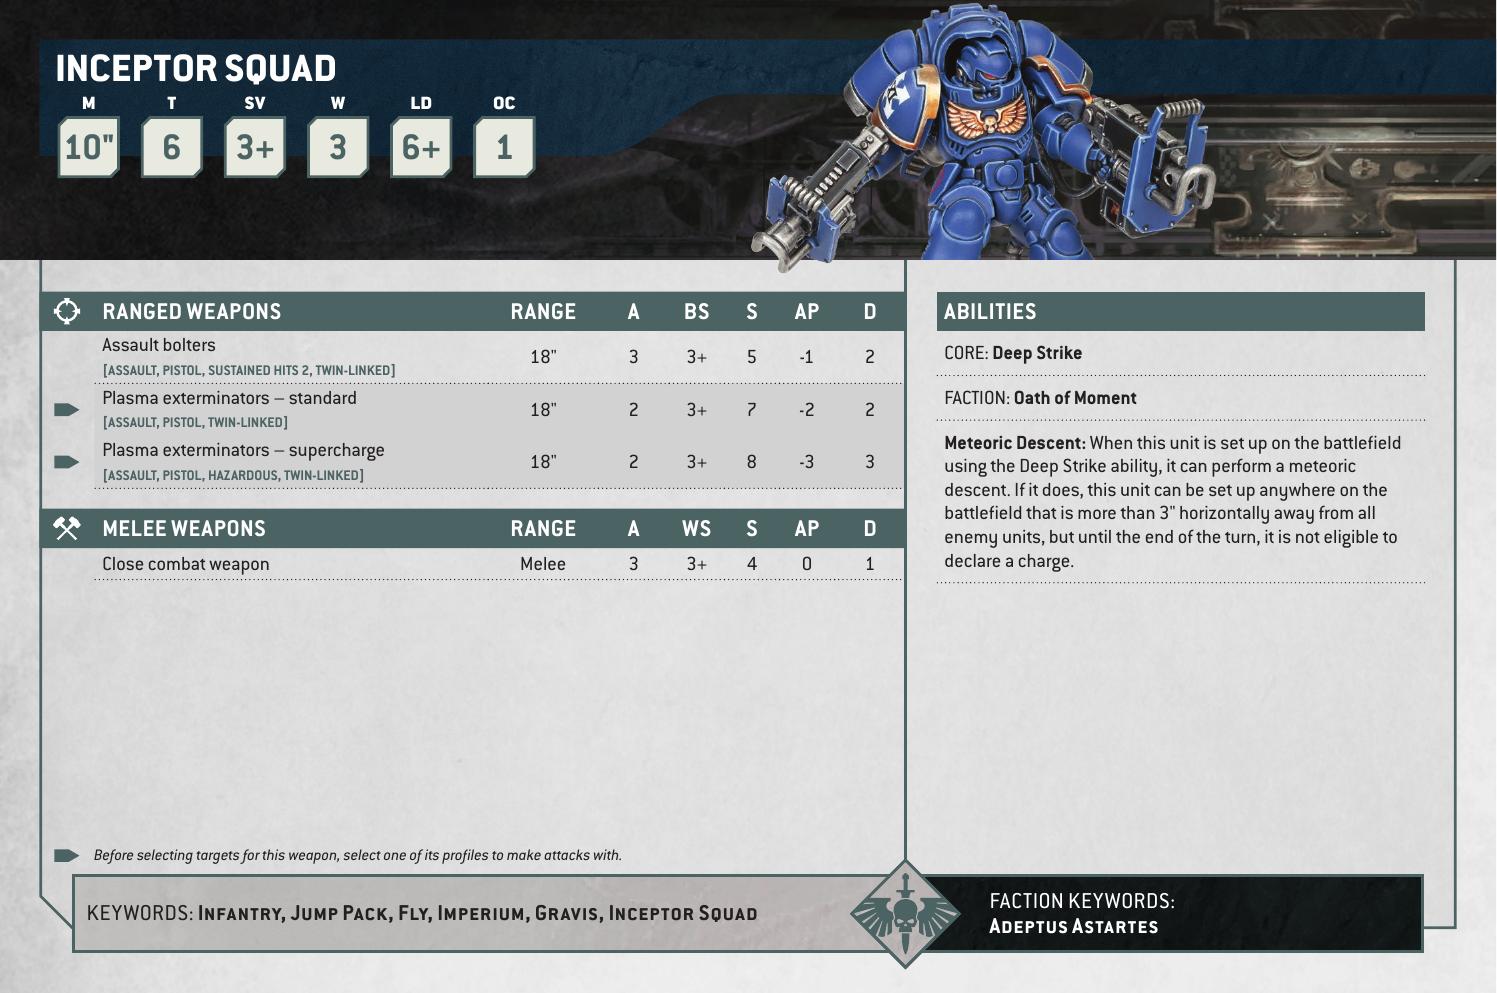 INCEPTOR SQUAD
M T SV W LD OC
10" 6 3+ 3 6+ 1
RANGED WEAPONS RANGE A BS S AP D
Assault bolters 18" 3 3+ 5 -1 2
[ASSAULT, PISTOL, SUSTAINED HITS 2, TWIN-LINKED]
Plasma exterminators – standard 18" 2 3+ 7 -2 2
[ASSAULT, PISTOL, TWIN-LINKED]
Plasma exterminators – supercharge 18" 2 3+ 8 -3 3
[ASSAULT, PISTOL, HAZARDOUS, TWIN-LINKED]
MELEE WEAPONS RANGE A WS S AP D
Close combat weapon Melee 3 3+ 4 0 1
Before selecting targets for this weapon, select one of its profiles to make attacks with.
ABILITIES
CORE: Deep Strike
FACTION: Oath of Moment
Meteoric Descent: When this unit is set up on the battlefield
using the Deep Strike ability, it can perform a meteoric
descent. If it does, this unit can be set up anywhere on the
battlefield that is more than 3" horizontally away from all
enemy units, but until the end of the turn, it is not eligible to
declare a charge.
KEYWORDS: INFANTRY, JUMP PACK, FLY, IMPERIUM, GRAVIS, INCEPTOR SQUAD
FACTION KEYWORDS:
ADEPTUS ASTARTES